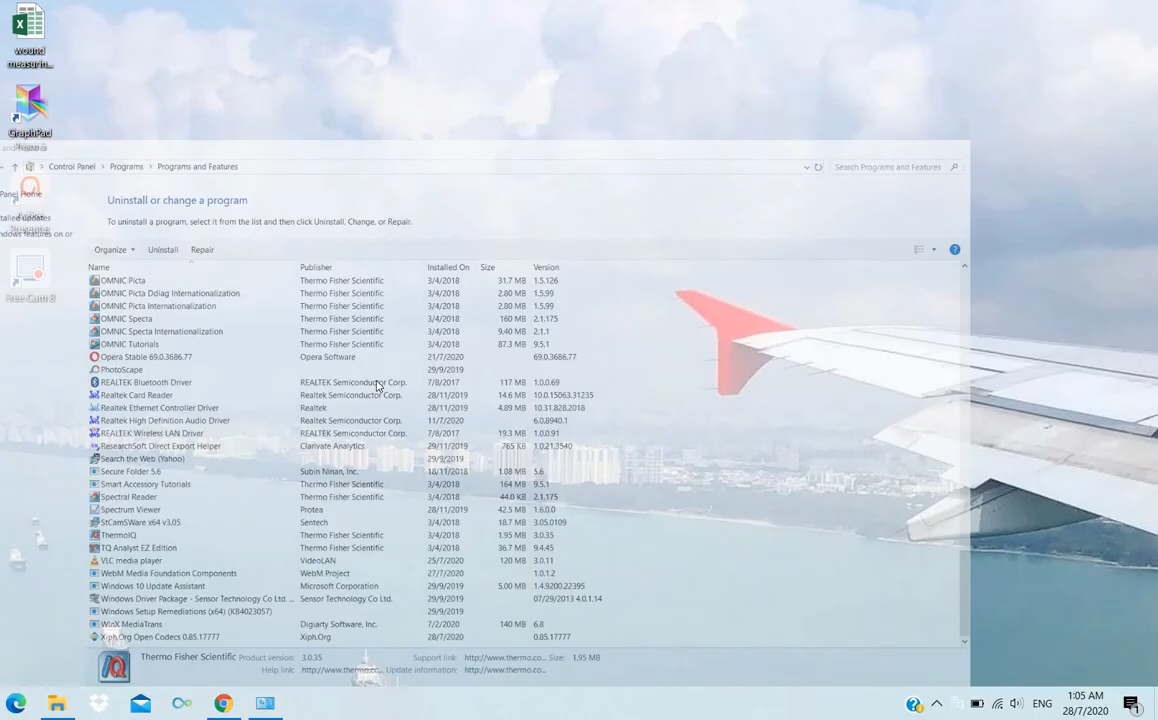 wound
measurin...
GraphPad
Prism
Control Panel > Programs > Programs and Features
Search Programs and Features
Panel Home
talled updates
ndows features on or
Free Cam 8
Uninstall or change a program
To uninstall a program, select it from the list and then click Uninstall, Change, or Repair.
Organize Uninstall Repair
Name Publisher Installed On Size Version
OMNIC Picta Thermo Fisher Scientific 3/4/2018 31.7 MB 1.5.126
OMNIC Picta Ddiag Internationalization Thermo Fisher Scientific 3/4/2018 2.80 MB 1.5.99
OMNIC Picta Internationalization Thermo Fisher Scientific 3/4/2018 2.80 MB 1.5.99
OMNIC Specta Thermo Fisher Scientific 3/4/2018 160 MB 2.1.175
OMNIC Specta Internationalization Thermo Fisher Scientific 3/4/2018 9.40 MB 2.1.1
OMNIC Tutorials Thermo Fisher Scientific 3/4/2018 87.3 MB 9.5.1
Opera Stable 69.0.3686.77 Opera Software 21/7/2020 69.0.3686.77
PhotoScape 29/9/2019
REALTEK Bluetooth Driver REALTEK Semiconductor Corp. 7/8/2017 117 MB 1.0.0.69
Realtek Card Reader Realtek Semiconductor Corp. 28/11/2019 14.6 MB 10.0.15063.31235
Realtek Ethernet Controller Driver Realtek 28/11/2019 4.89 MB 10.31.828.2018
Realtek High Definition Audio Driver Realtek Semiconductor Corp. 11/7/2020 6.0.8940.1
REALTEK Wireless LAN Driver REALTEK Semiconductor Corp. 7/8/2017 19.3 MB 1.0.0.91
ResearchSoft Direct Export Helper Clarivate Analytics 29/11/2019 765 KB 1.0.21.3540
Search the Web (Yahoo) 29/9/2019
Secure Folder 5.6 Subin Ninan, Inc. 18/11/2018 1.08 MB 5.6
Smart Accessory Tutorials Thermo Fisher Scientific 3/4/2018 164 MB 9.5.1
Spectral Reader Thermo Fisher Scientific 3/4/2018 44.0 KB 2.1.175
Spectrum Viewer Protea 28/11/2019 42.5 MB 1.6.0.0
StCamSWare x64 v3.05 Sentech 3/4/2018 18.7 MB 3.05.0109
ThermoIQ Thermo Fisher Scientific 3/4/2018 1.95 MB 3.0.35
TQ Analyst EZ Edition Thermo Fisher Scientific 3/4/2018 36.7 MB 9.4.45
VLC media player VideoLAN 25/7/2020 120 MB 3.0.11
WebM Media Foundation Components WebM Project 27/7/2020 1.0.1.2
Windows 10 Update Assistant Microsoft Corporation 29/9/2019 5.00 MB 1.4.9200.22395
Windows Driver Package - Sensor Technology Co Ltd. ... Sensor Technology Co Ltd. 29/9/2019 07/29/2013 4.0.1.14
Windows Setup Remediations (x64) (KB4023057) 29/9/2019
WinX MediaTrans Digiarty Software, Inc. 7/2/2020 140 MB 6.8
Xiph.Org Open Codecs 0.85.17777 Xiph.Org 28/7/2020 0.85.17777
Thermo Fisher Scientific Product version: 3.0.35 Support link: http://www.thermo.co... Size: 1.95 MB
Help link: http://www.thermo.co... Update information: http://www.thermo.co...
ENG
1:05 AM
28/7/2020
1